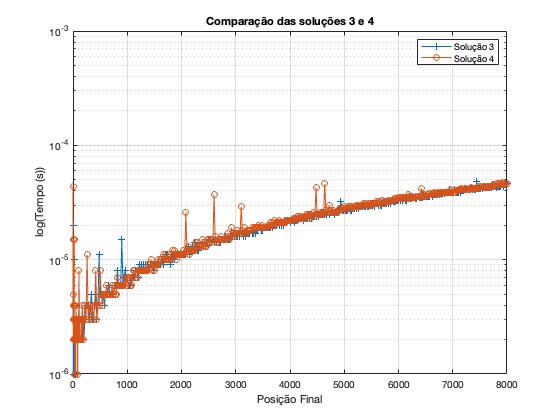 Comparação das soluções 3 e 4
10^-3
10^-4
10^-5
10^-6
log(Tempo (s))
Solução 3
Solução 4
0 1000 2000 3000 4000 5000 6000 7000 8000
Posição Final